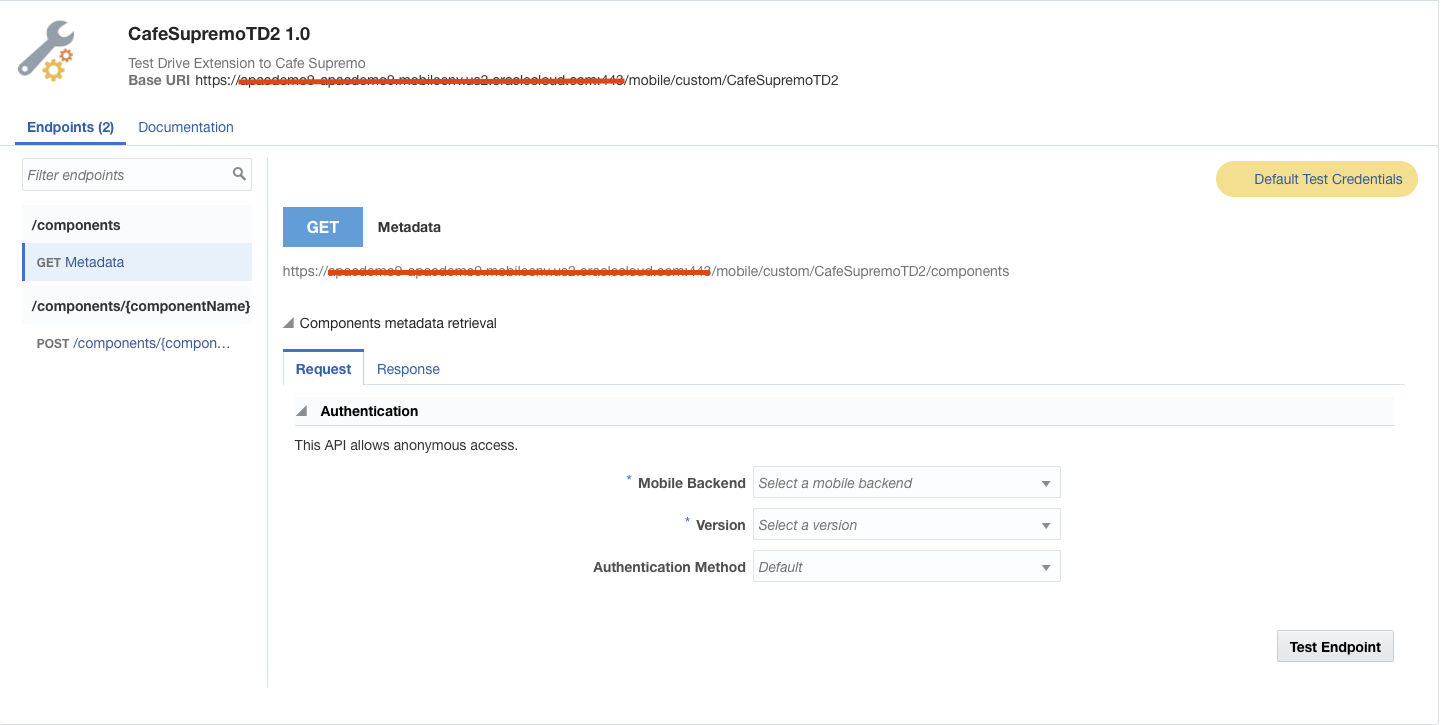 CafeSupremoTD2 1.0
Test Drive Extension to Cafe Supremo
Base URI https:// /mobile/custom/CafeSupremoTD2
Endpoints (2) Documentation
Filter endpoints
Default Test Credentials
/components
GET Metadata
/components/{componentName}
POST /components/{compon…
GET Metadata
https:// /mobile/custom/CafeSupremoTD2/components
Components metadata retrieval
Request Response
Authentication
This API allows anonymous access.
* Mobile Backend Select a mobile backend
* Version Select a version
Authentication Method Default
Test Endpoint